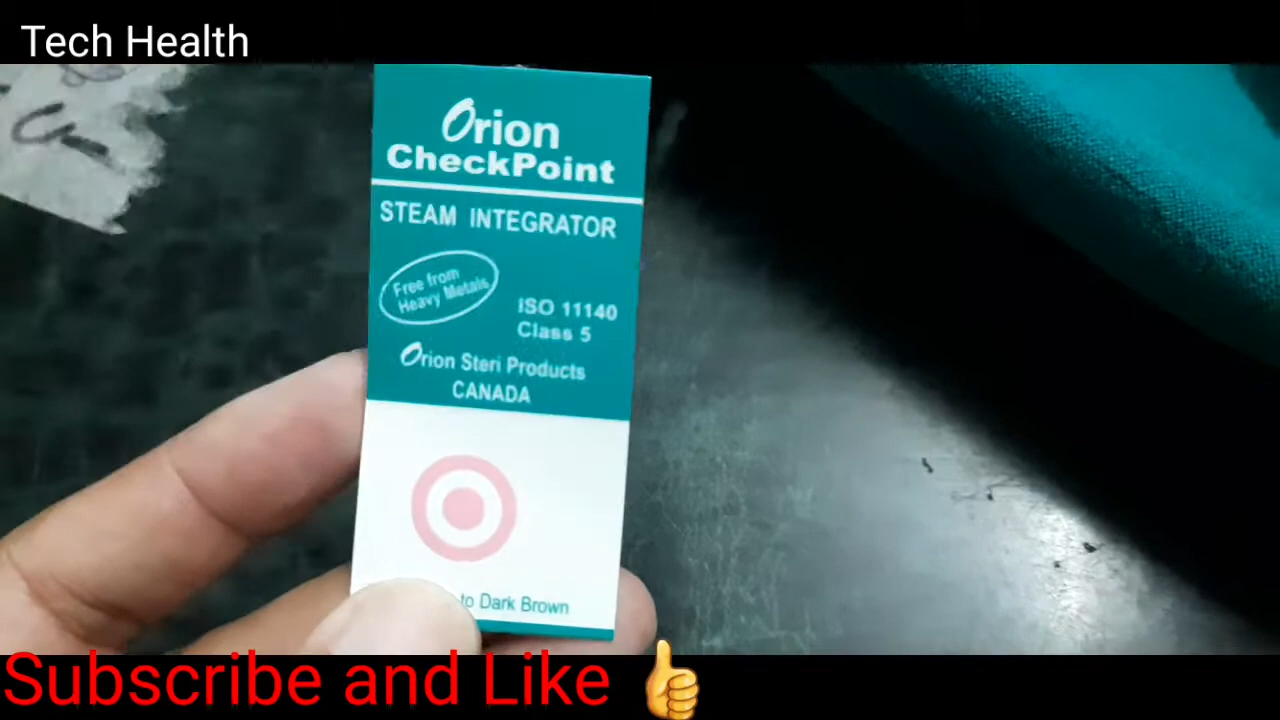 Tech Health
Orion
CheckPoint
STEAM INTEGRATOR
Free from
Heavy Metals
ISO 11140
Class 5
Orion Steri Products
CANADA
to Dark Brown
Subscribe and Like 👍